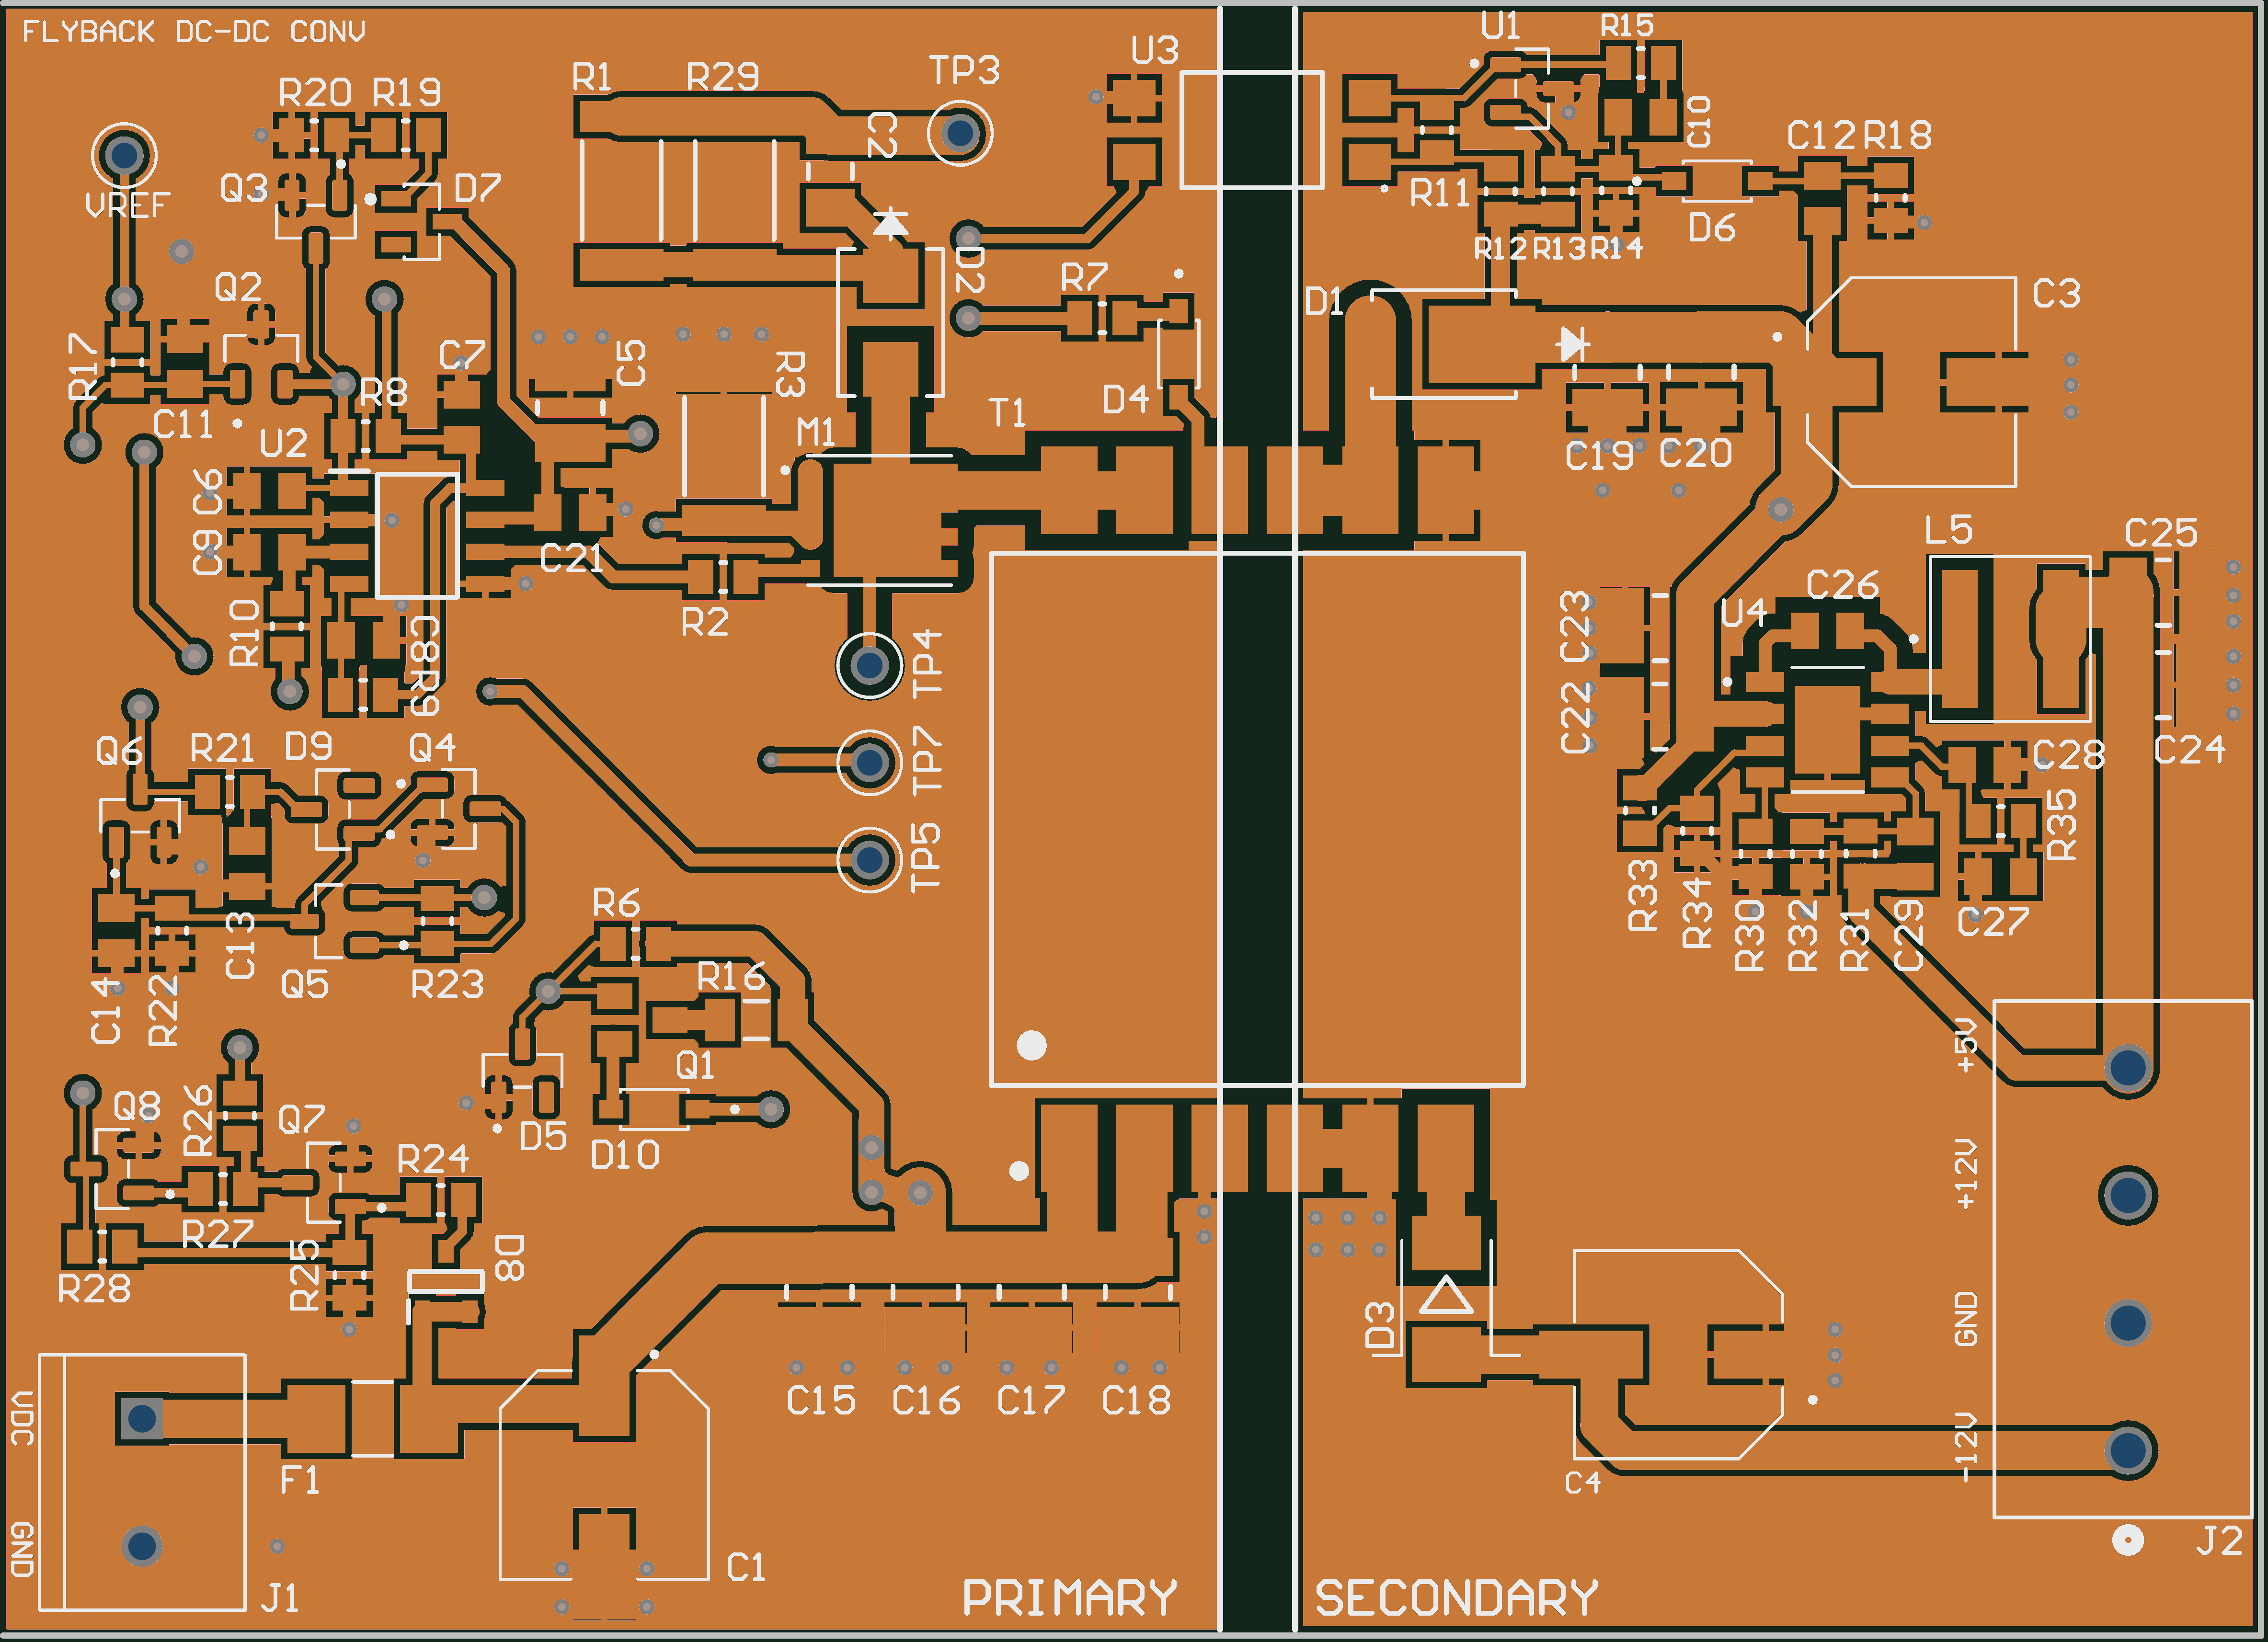 FLYBACK DC-DC CONV
U1
R15
U3
R1
R29
TP3
R20
R19
C10
C2
C12
R18
VREF
Q3
D7
R11
D6
D2
R12
R13
R14
Q2
R7
D1
C3
R17
C7
C5
R3
D4
R8
T1
C11
U2
M1
C19
C20
C6
C9
C21
L5
C25
R10
C8
R9
R2
TP4
C23
U4
C26
C22
Q6
R21
D9
Q4
TP7
C28
C24
TP5
R35
C13
R6
R33
R34
R30
R32
R31
C29
C27
C14
R22
Q5
R23
R16
+5V
Q1
Q8
R26
Q7
D5
D10
R24
+12V
R28
R27
R25
D8
D3
GND
VDC
C15
C16
C17
C18
-12V
F1
C4
GND
J1
C1
PRIMARY
SECONDARY
J2